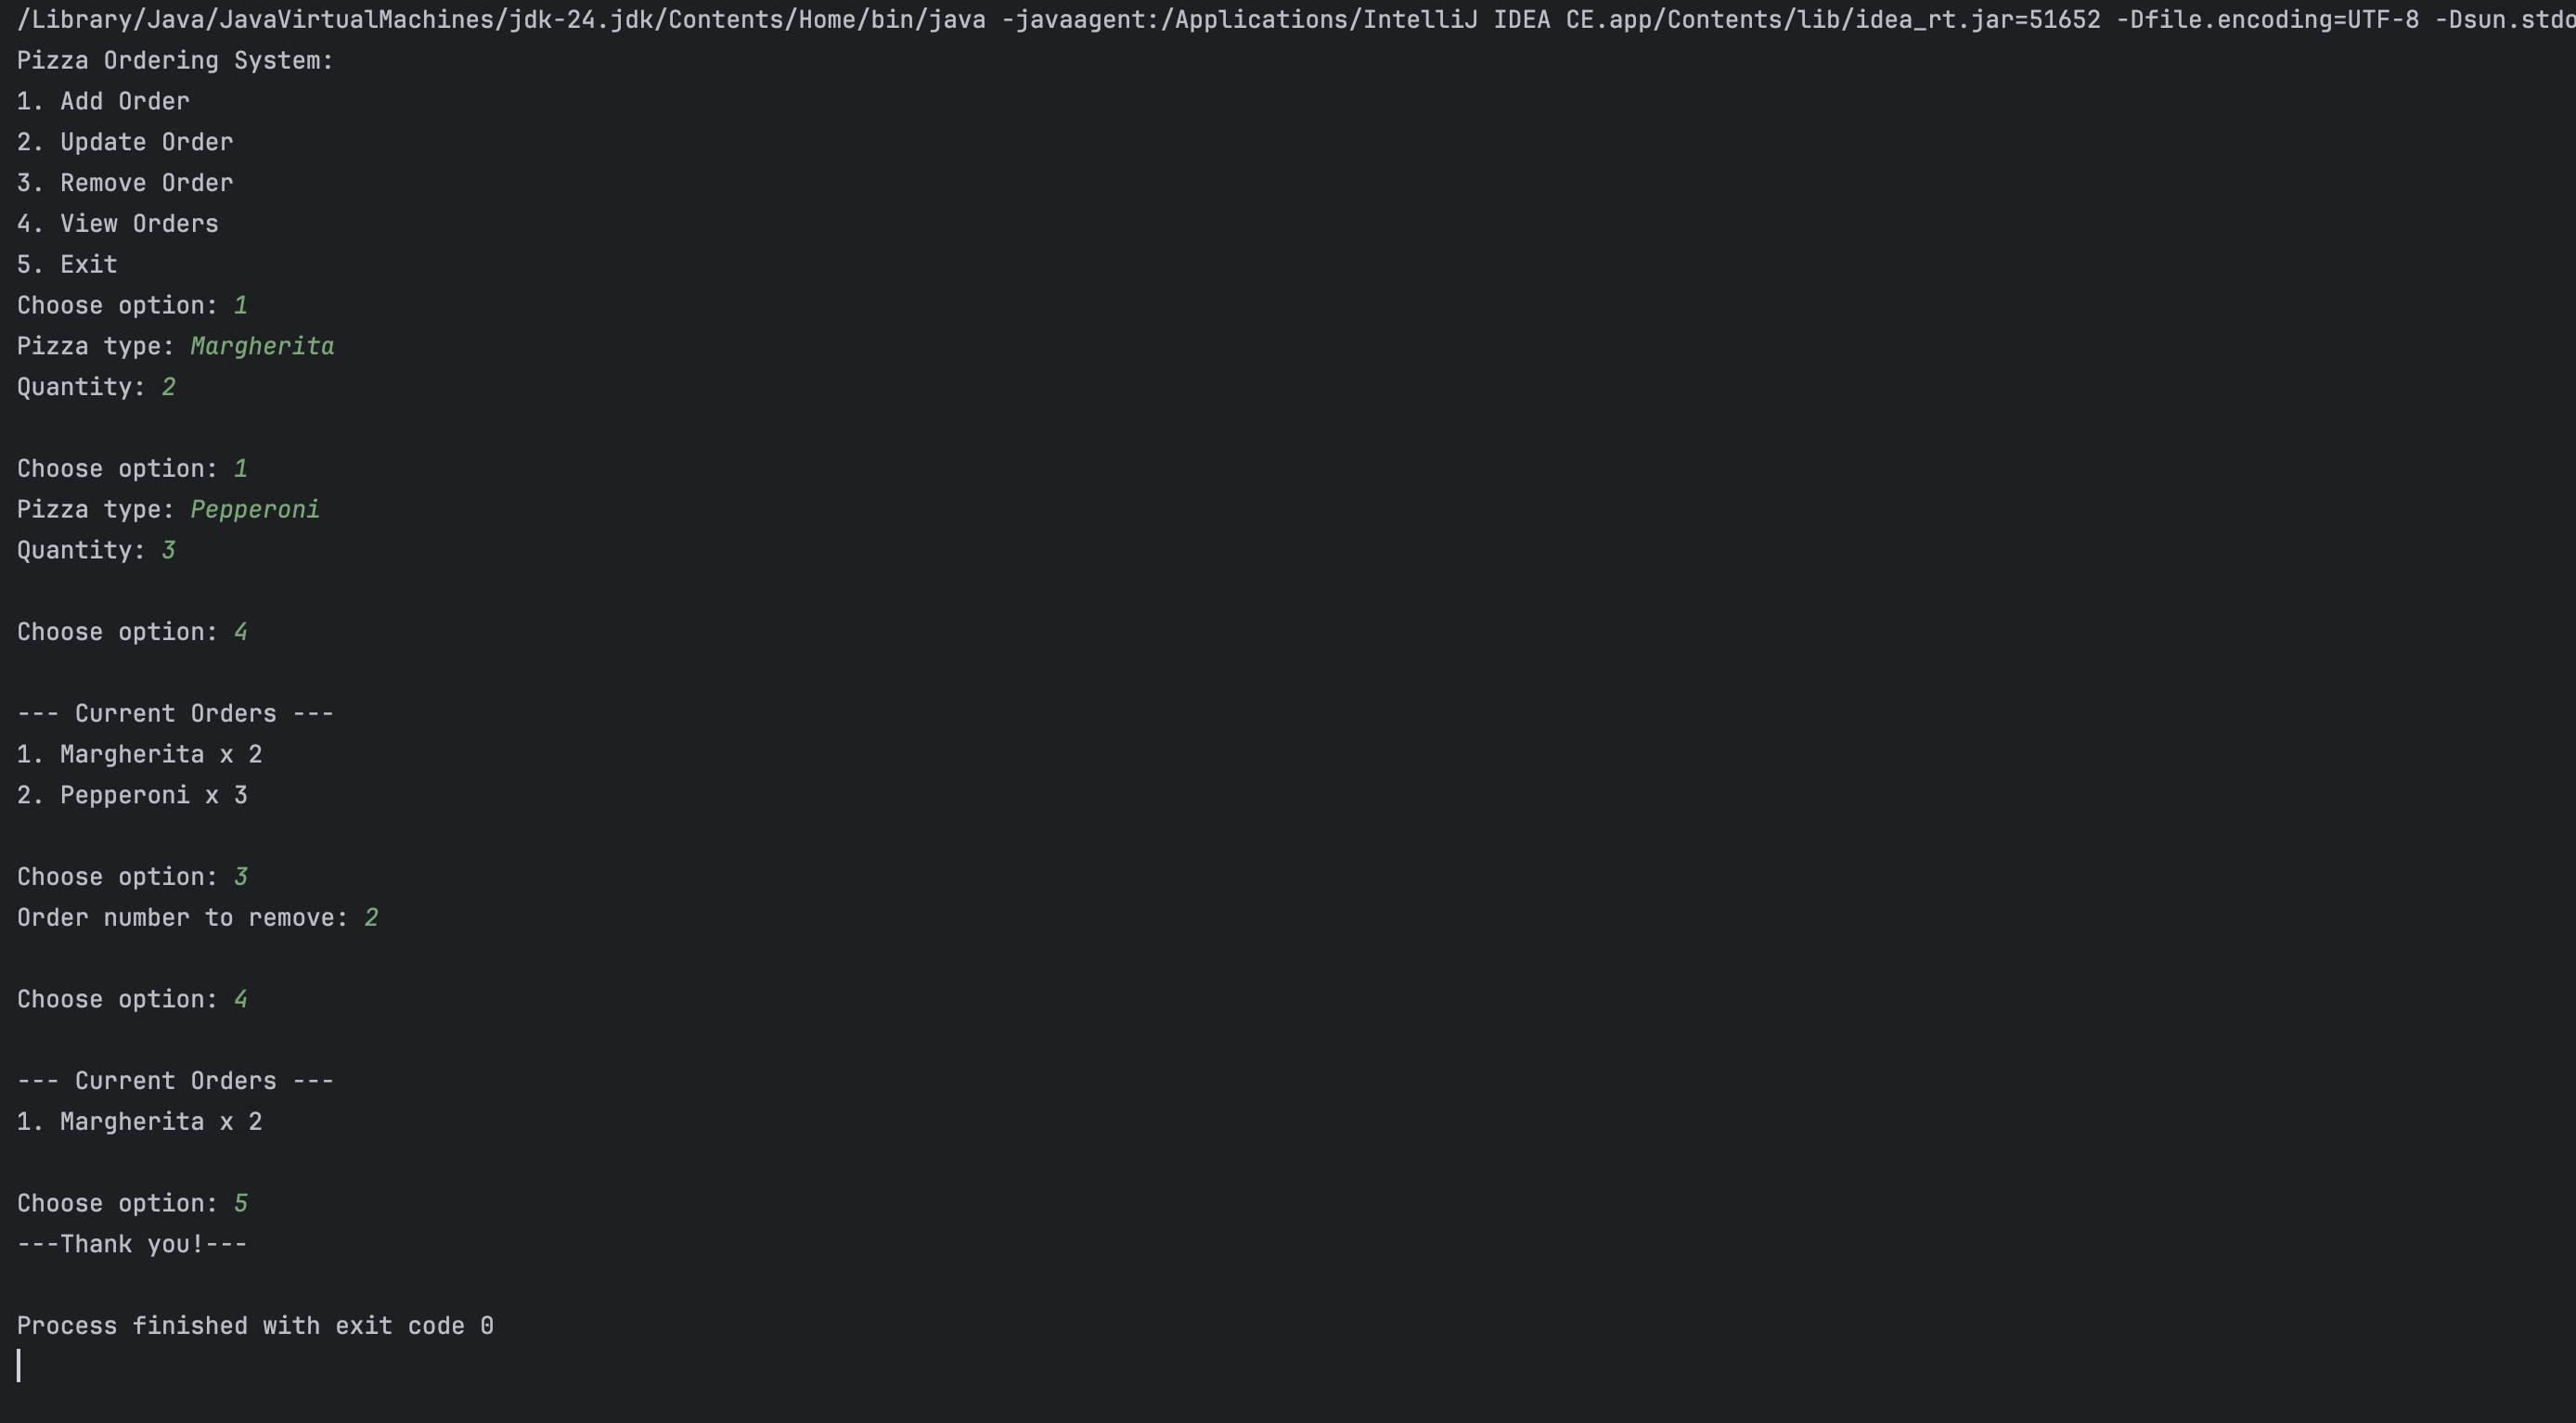 /Library/Java/JavaVirtualMachines/jdk-24.jdk/Contents/Home/bin/java -javaagent:/Applications/IntelliJ IDEA CE.app/Contents/lib/idea_rt.jar=51652 -Dfile.encoding=UTF-8 -Dsun.stdo
Pizza Ordering System:
1. Add Order
2. Update Order
3. Remove Order
4. View Orders
5. Exit
Choose option: 1
Pizza type: Margherita
Quantity: 2
Choose option: 1
Pizza type: Pepperoni
Quantity: 3
Choose option: 4
--- Current Orders ---
1. Margherita x 2
2. Pepperoni x 3
Choose option: 3
Order number to remove: 2
Choose option: 4
--- Current Orders ---
1. Margherita x 2
Choose option: 5
---Thank you!---
Process finished with exit code 0